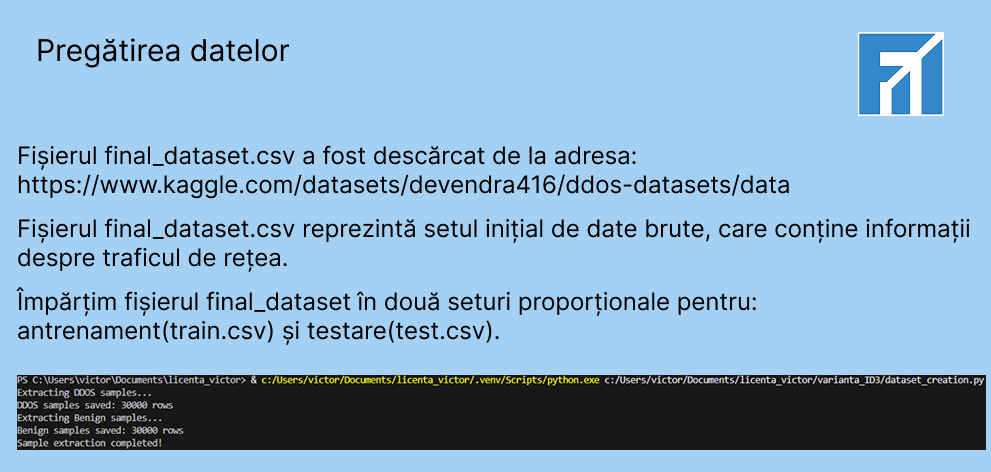 Pregătirea datelor
Fișierul final_dataset.csv a fost descărcat de la adresa:
https://www.kaggle.com/datasets/devendra416/ddos-datasets/data
Fișierul final_dataset.csv reprezintă setul inițial de date brute, care conține informații
despre traficul de rețea.
Împărțim fișierul final_dataset în două seturi proporționale pentru:
antrenament(train.csv) și testare(test.csv).
PS C:\Users\victor\Documents\licenta_victor> & c:/Users/victor/Documents/licenta_victor/.venv/Scripts/python.exe c:/Users/victor/Documents/licenta_victor/varianta_ID3/dataset_creation.py
Extracting DDOS samples...
DDOS samples saved: 30000 rows
Extracting Benign samples...
Benign samples saved: 30000 rows
Sample extraction completed!